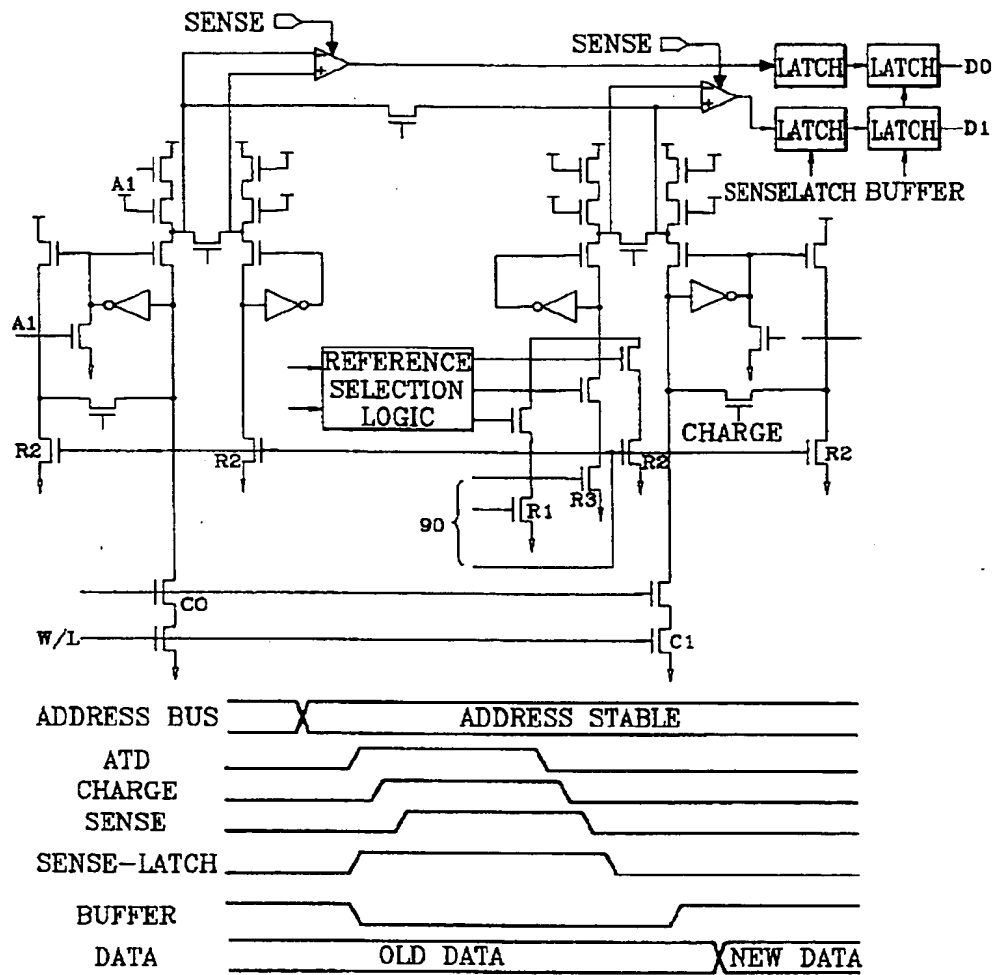 SENSE
SENSE
LATCH LATCH D0
LATCH LATCH D1
SENSELATCH BUFFER
A1
A1
REFERENCE
SELECTION
LOGIC
CHARGE
R2 R2 R2 R2
R3
R1
90
C0
W/L C1
ADDRESS BUS ADDRESS STABLE
ATD
CHARGE
SENSE
SENSE-LATCH
BUFFER
DATA OLD DATA NEW DATA